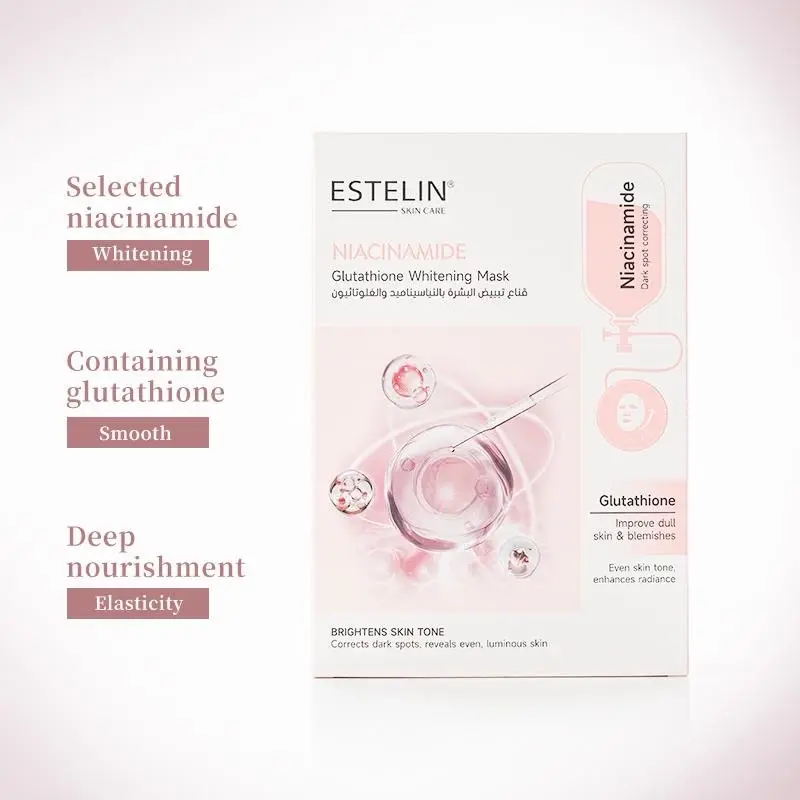 Selected
niacinamide
Whitening
Containing
glutathione
Smooth
Deep
nourishment
Elasticity
ESTELIN®
SKIN CARE
NIACINAMIDE
Glutathione Whitening Mask
قناع تبييض البشرة بالنياسيناميد والغلوتاثيون
Niacinamide
Dark spot correcting
Glutathione
Improve dull
skin & blemishes
Even skin tone,
enhances radiance
BRIGHTENS SKIN TONE
Corrects dark spots, reveals even, luminous skin